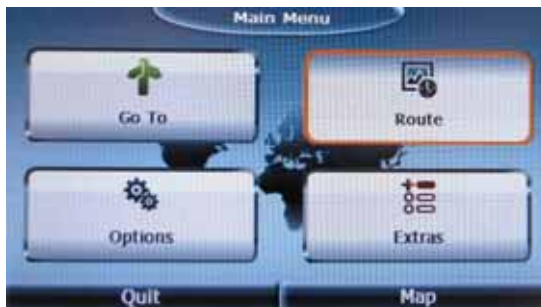 Main Menu
Go To
Route
Options
Extras
Quit
Map